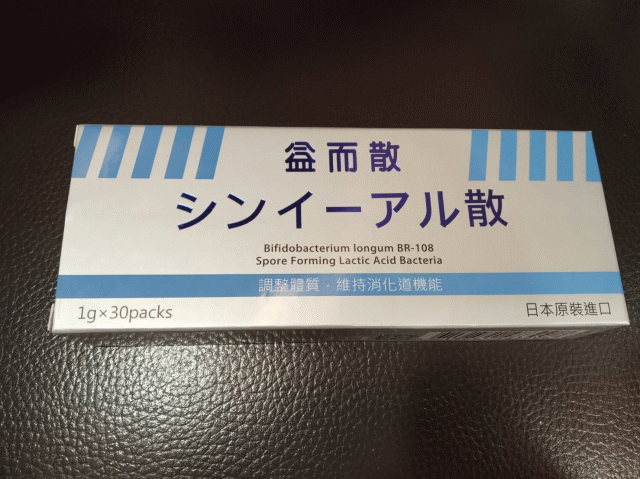 益而散
シンイーアル散
Bifidobacterium longum BR-108
Spore Forming Lactic Acid Bacteria
調整體質・維持消化道機能
1g×30packs
日本原裝進口